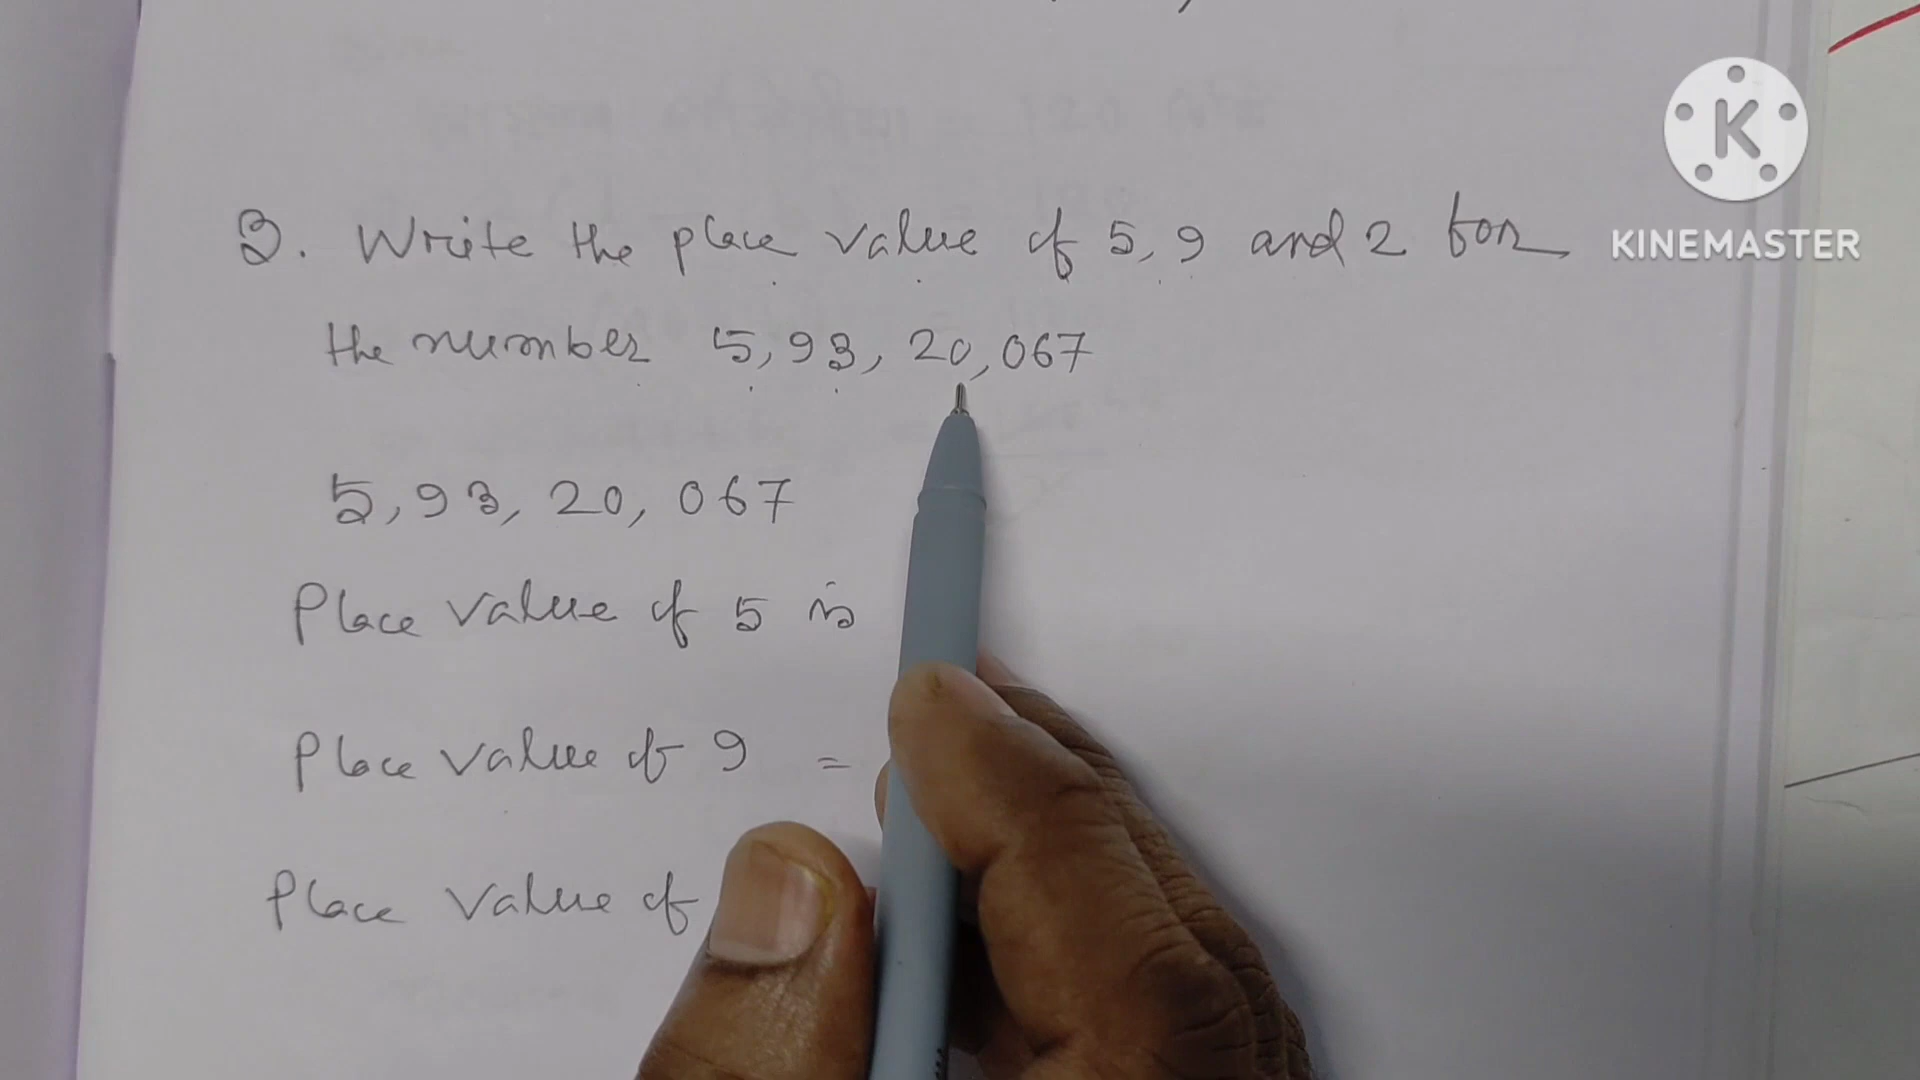 Q. Write the place value of 5, 9 and 2 for
the number 5,93,20,067
5,93,20,067
Place value of 5 is
Place value of 9 =
Place value of
K
KINEMASTER